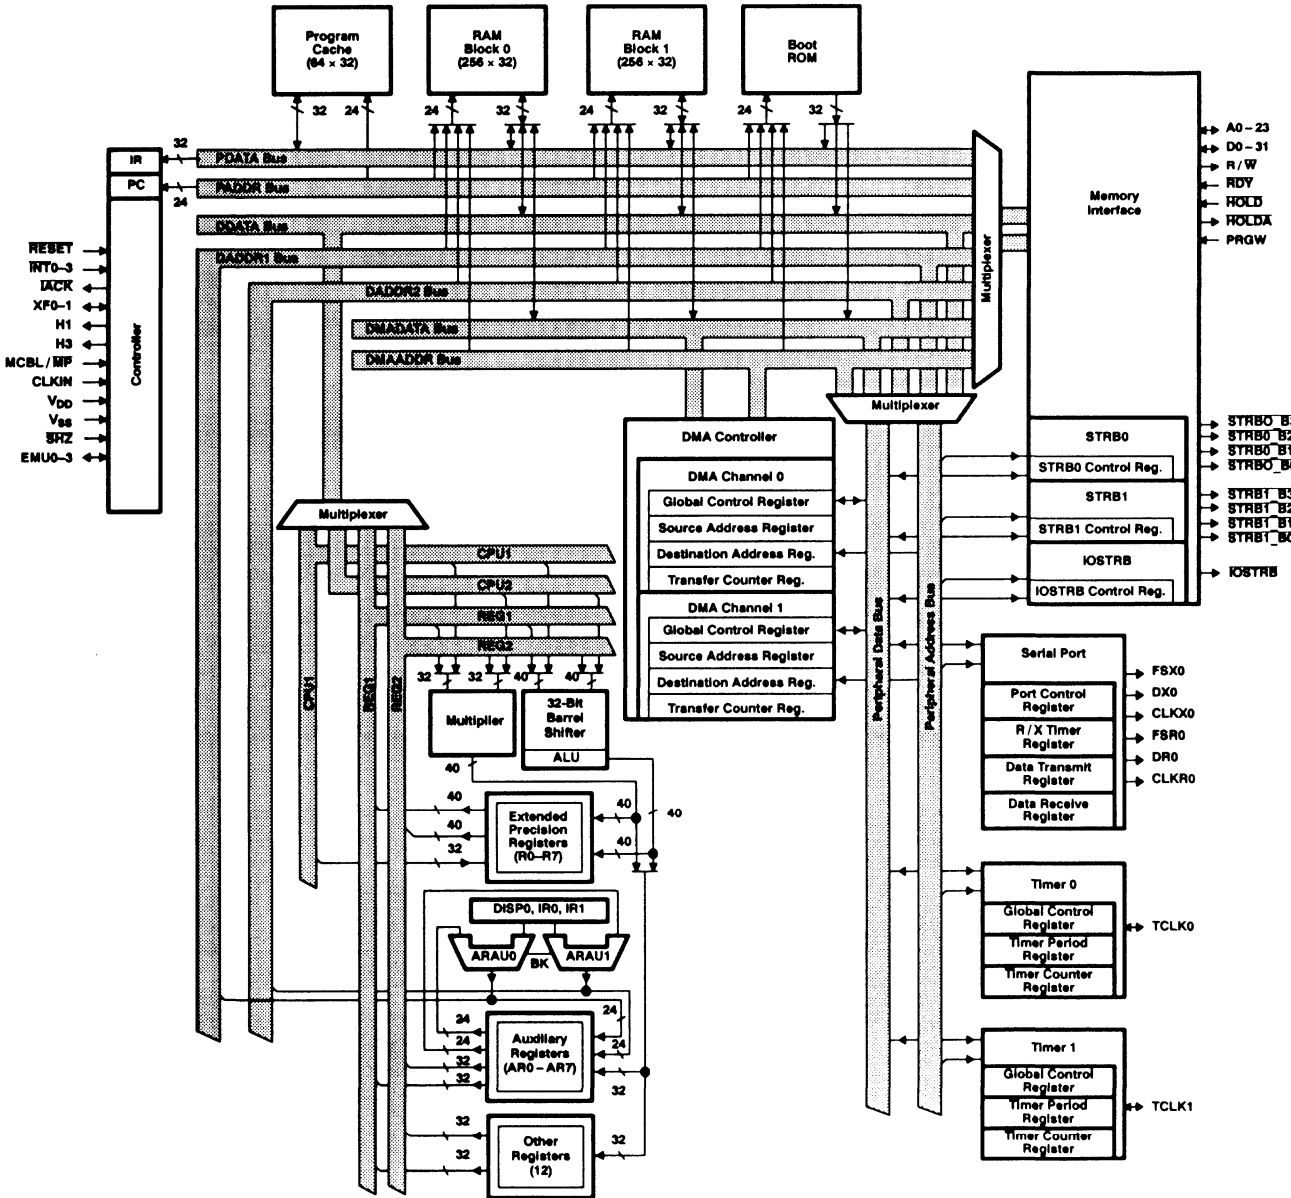 Program
Cache
(64 × 32)
RAM
Block 0
(256 × 32)
RAM
Block 1
(256 × 32)
Boot
ROM
32
24
24
32
24
32
24
32
32
IR
PC
24
Controller
PDATA Bus
PADDR Bus
DDATA Bus
DADDR1 Bus
DADDR2 Bus
DMADATA Bus
DMAADDR Bus
Multiplexer
Memory
Interface
A0 – 23
D0 – 31
R / W
RDY
HOLD
HOLDA
PRGW
RESET
INT0–3
IACK
XF0–1
H1
H3
MCBL / MP
CLKIN
VDD
VSS
SHZ
EMU0–3
Multiplexer
STRB0
STRB0 Control Reg.
STRB1
STRB1 Control Reg.
IOSTRB
IOSTRB Control Reg.
STRB0_B2
STRB0_B1
STRB1_B3
STRB1_B2
STRB1_B1
STRB1_B0
IOSTRB
DMA Controller
DMA Channel 0
Global Control Register
Source Address Register
Destination Address Reg.
Transfer Counter Reg.
DMA Channel 1
Global Control Register
Source Address Register
Destination Address Reg.
Transfer Counter Reg.
Peripheral Data Bus
Peripheral Address Bus
Multiplexer
CPU1
CPU2
REG1
REG2
CPU1
REG1
REG2
32
32
40
40
Multiplier
32-Bit
Barrel
Shifter
ALU
40
40
40
32
Extended
Precision
Registers
(R0–R7)
40
40
40
DISP0, IR0, IR1
ARAU0
BK
ARAU1
24
24
32
32
Auxiliary
Registers
(AR0 – AR7)
24
24
32
32
32
Other
Registers
(12)
32
Serial Port
Port Control
Register
R / X Timer
Register
Data Transmit
Register
Data Receive
Register
FSX0
DX0
CLKX0
FSR0
DR0
CLKR0
Timer 0
Global Control
Register
Timer Period
Register
Timer Counter
Register
TCLK0
Timer 1
Global Control
Register
Timer Period
Register
Timer Counter
Register
TCLK1